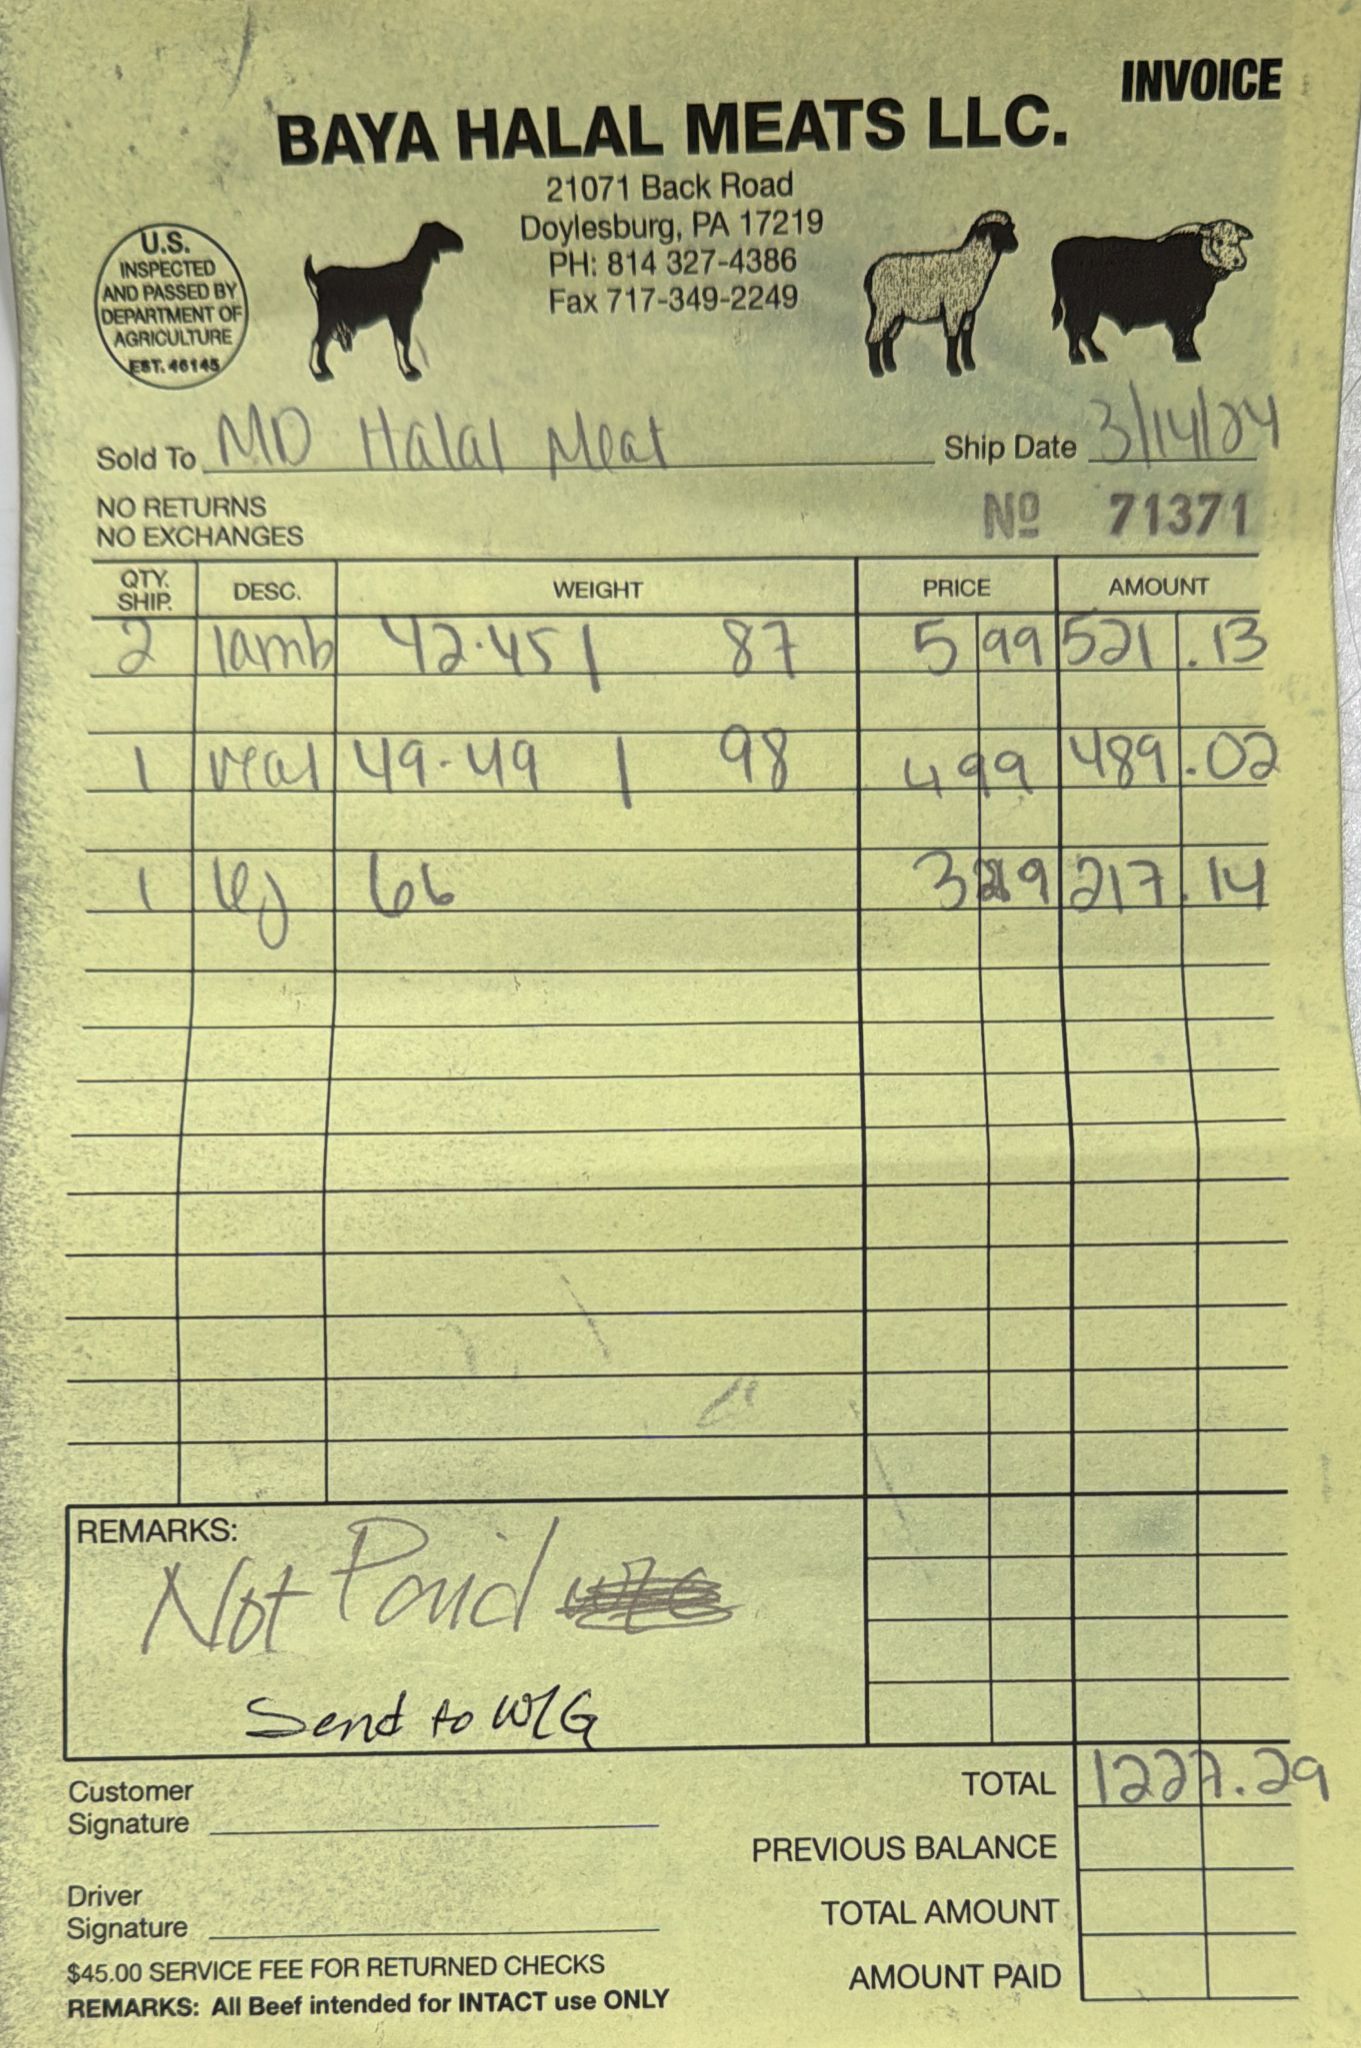 INVOICE
BAYA HALAL MEATS LLC.
21071 Back Road
Doylesburg, PA 17219
PH: 814 327-4386
Fax 717-349-2249
U.S.
INSPECTED
AND PASSED BY
DEPARTMENT OF
AGRICULTURE
EST. 46145
Sold To MD Halal Meat Ship Date 3/14/24
NO RETURNS
NO EXCHANGES
Nº 71371
QTY. SHIP. DESC. WEIGHT PRICE AMOUNT
2 lamb 42.45 | 87 5 99 521.13
1 veal 49-49 | 98 4 99 489.02
1 leg 66 3 29 217.14
REMARKS:
Not Paid
Send to WLG
Customer
Signature
Driver
Signature
TOTAL 1227.29
PREVIOUS BALANCE
TOTAL AMOUNT
AMOUNT PAID
$45.00 SERVICE FEE FOR RETURNED CHECKS
REMARKS: All Beef intended for INTACT use ONLY